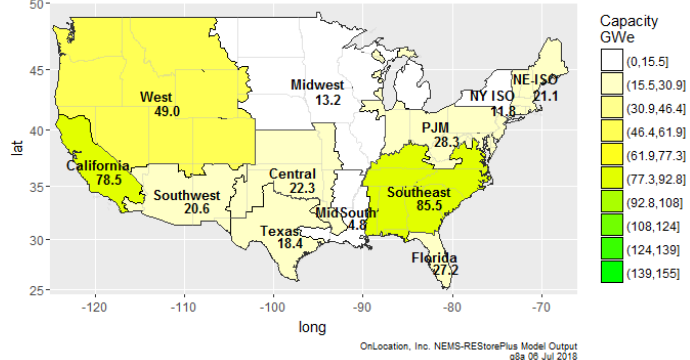 Capacity
GWe
(0,15.5]
(15.5,30.9]
(30.9,46.4]
(46.4,61.9]
(61.9,77.3]
(77.3,92.8]
(92.8,108]
(108,124]
(124,139]
(139,155]
50
45
40
35
30
25
lat
West
49.0
Midwest
13.2
NE-ISO
21.1
NY ISO
11.8
PJM
28.3
California
78.5
Southwest
20.6
Central
22.3
Southeast
85.5
MidSouth
4.8
Texas
18.4
Florida
27.2
-120
-110
-100
-90
-80
-70
long
OnLocation, Inc. NEMS-REStorePlus Model Output
o8a 06 Jul 2018